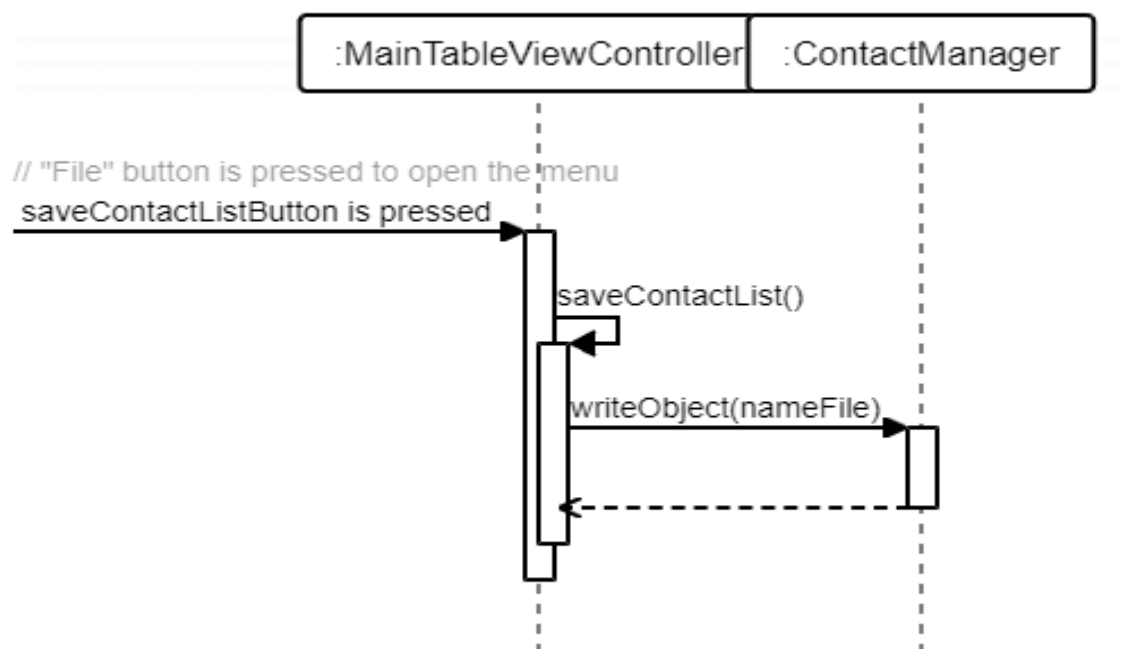 :MainTableViewController
:ContactManager
// "File" button is pressed to open the menu
saveContactListButton is pressed
saveContactList()
writeObject(nameFile)